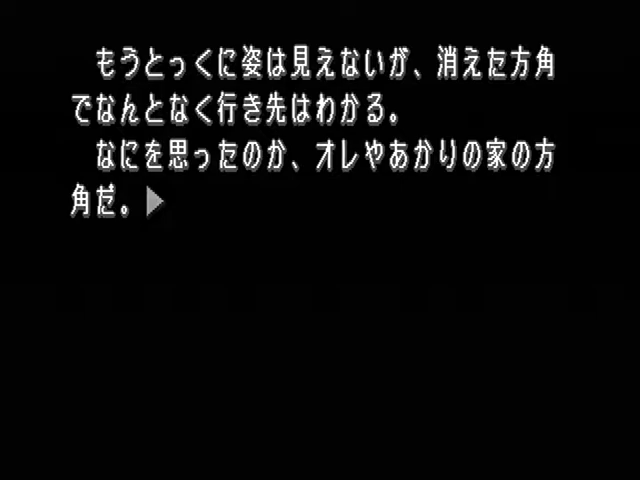 もうとっくに姿は見えないが、消えた方角
でなんとなく行き先はわかる。
なにを思ったのか、オレやあかりの家の方
角だ。